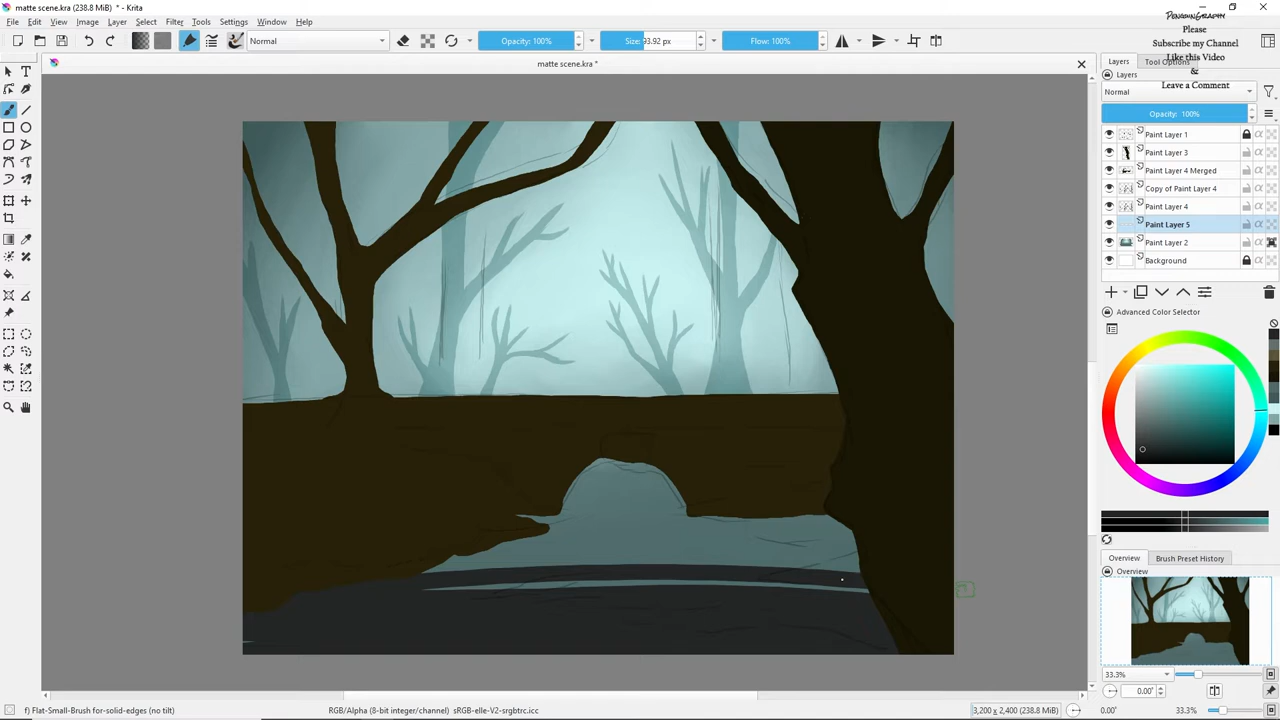 matte scene.kra (238.8 MiB) * - Krita
File Edit View Image Layer Select Filter Tools Settings Window Help
PenadinGraphy
Please
Subscribe my Channel
Like this Video
&
Leave a Comment
Normal
Opacity: 100%
Size: 93.92 px
Flow: 100%
matte scene.kra *
Layers
Tool Options
Layers
Normal
Opacity: 100%
Paint Layer 1
Paint Layer 3
Paint Layer 4 Merged
Copy of Paint Layer 4
Paint Layer 4
Paint Layer 5
Paint Layer 2
Background
Advanced Color Selector
Overview
Brush Preset History
Overview
33.3%
0.00°
f) Flat-Small-Brush for-solid-edges (no tilt)
RGB/Alpha (8-bit integer/channel) sRGB-elle-V2-srgbtrc.icc
3,200 x 2,400 (238.8 MiB)
0.00°
33.3%